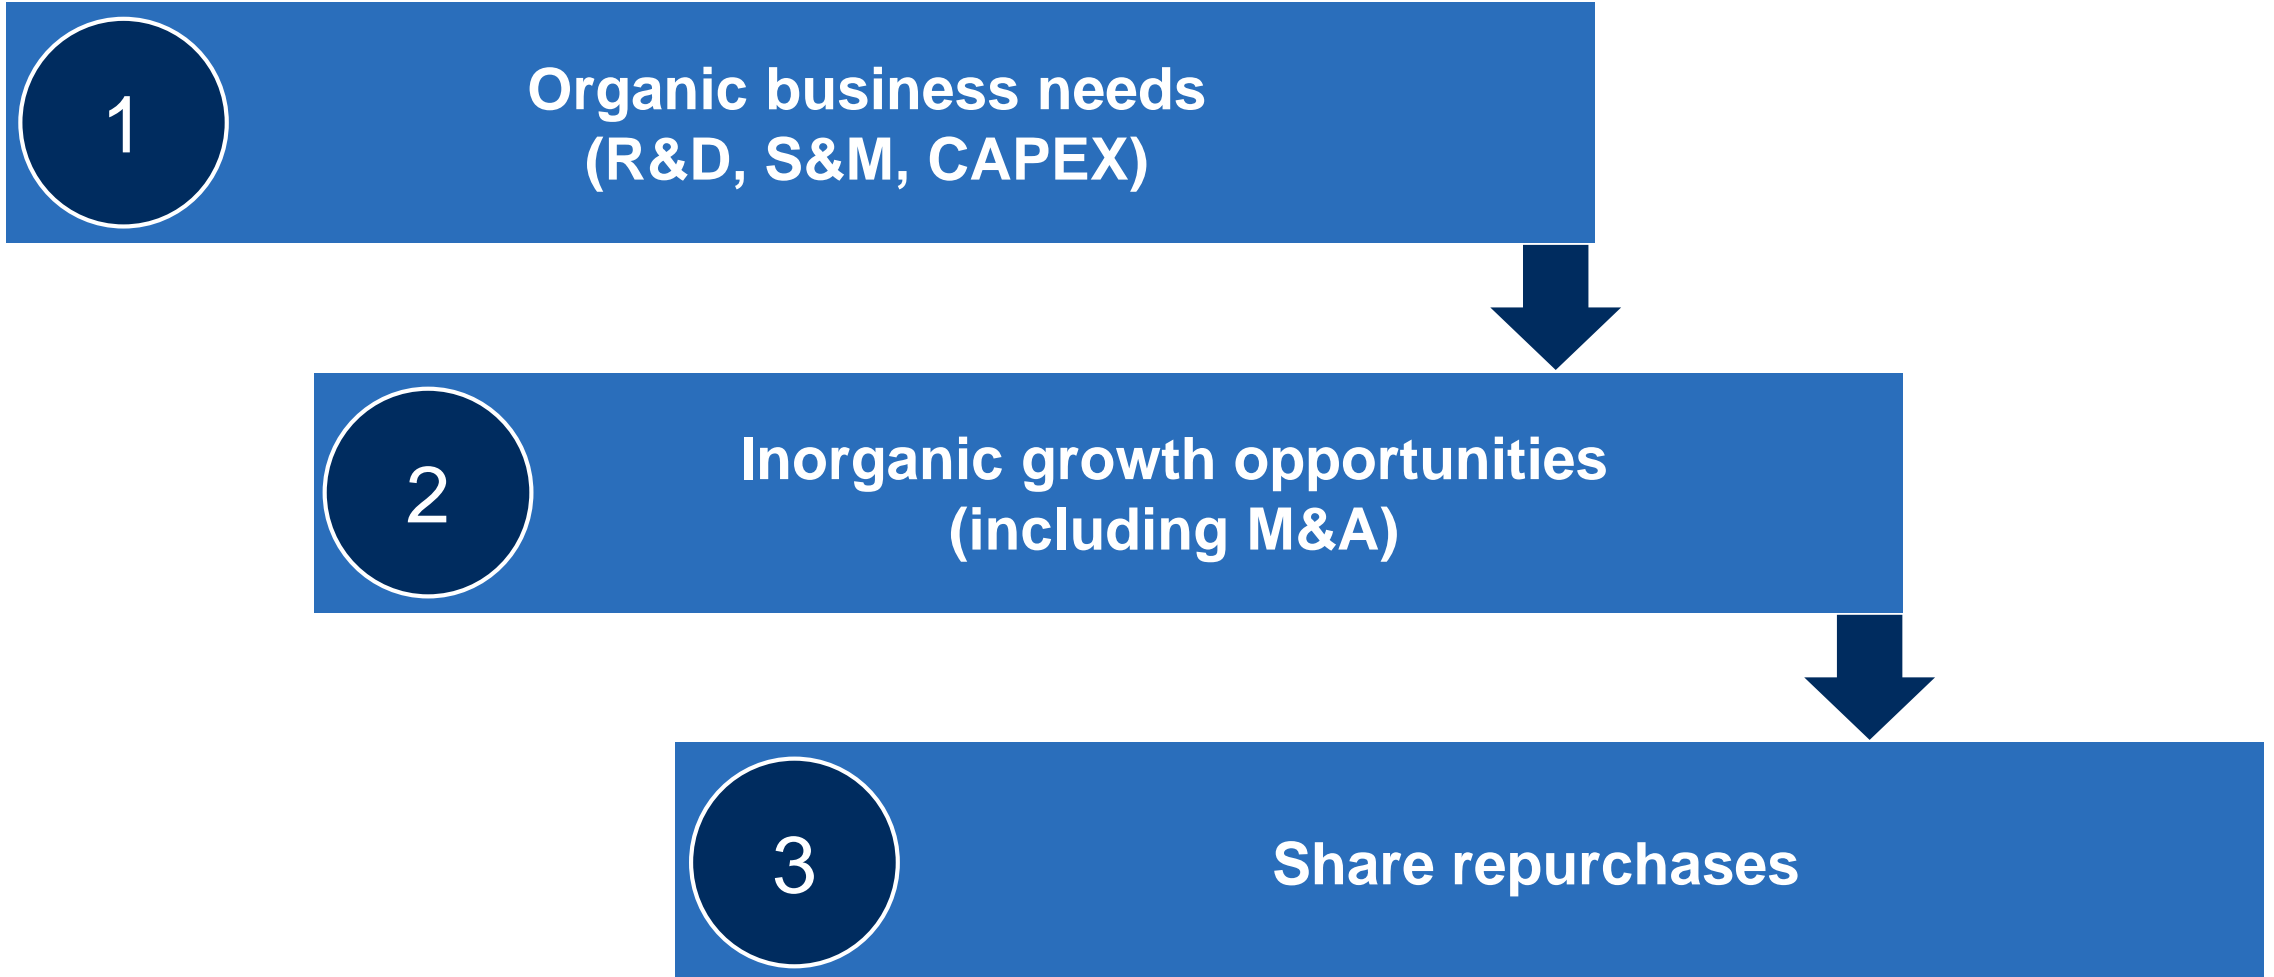 1
Organic business needs
(R&D, S&M, CAPEX)
2
Inorganic growth opportunities
(including M&A)
3
Share repurchases